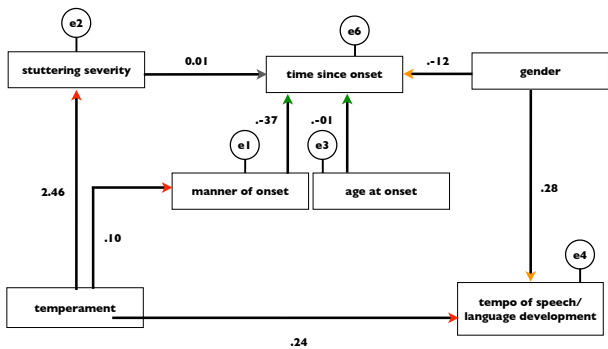 e2
e6
stuttering severity
0.01
time since onset
.-12
gender
.-37
.-01
e1
e3
2.46
manner of onset
age at onset
.28
.10
e4
temperament
tempo of speech/
language development
.24